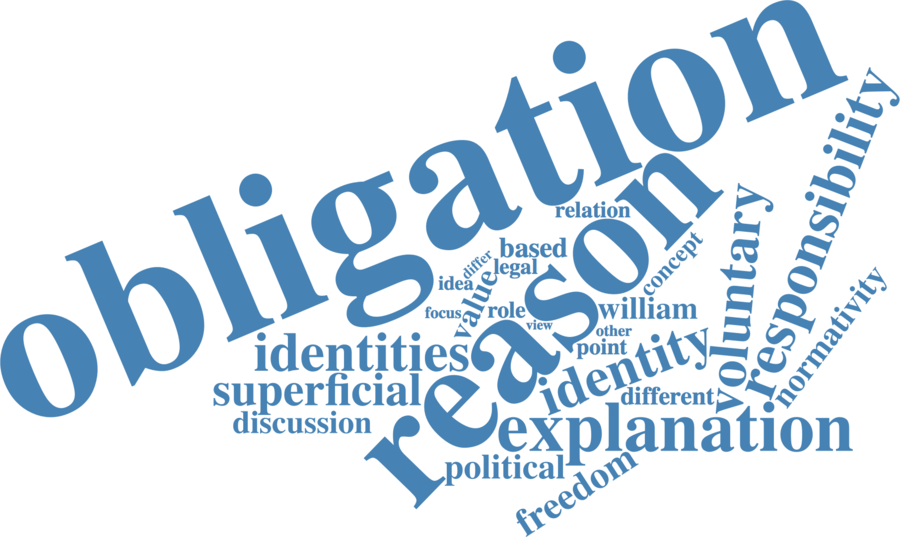 obligation
reason
responsibility
relation
voluntary
based
differ
legal
concept
idea
value
normativity
focus
role
william
view
other
point
identities
identity
superficial
different
discussion
explanation
political
freedom